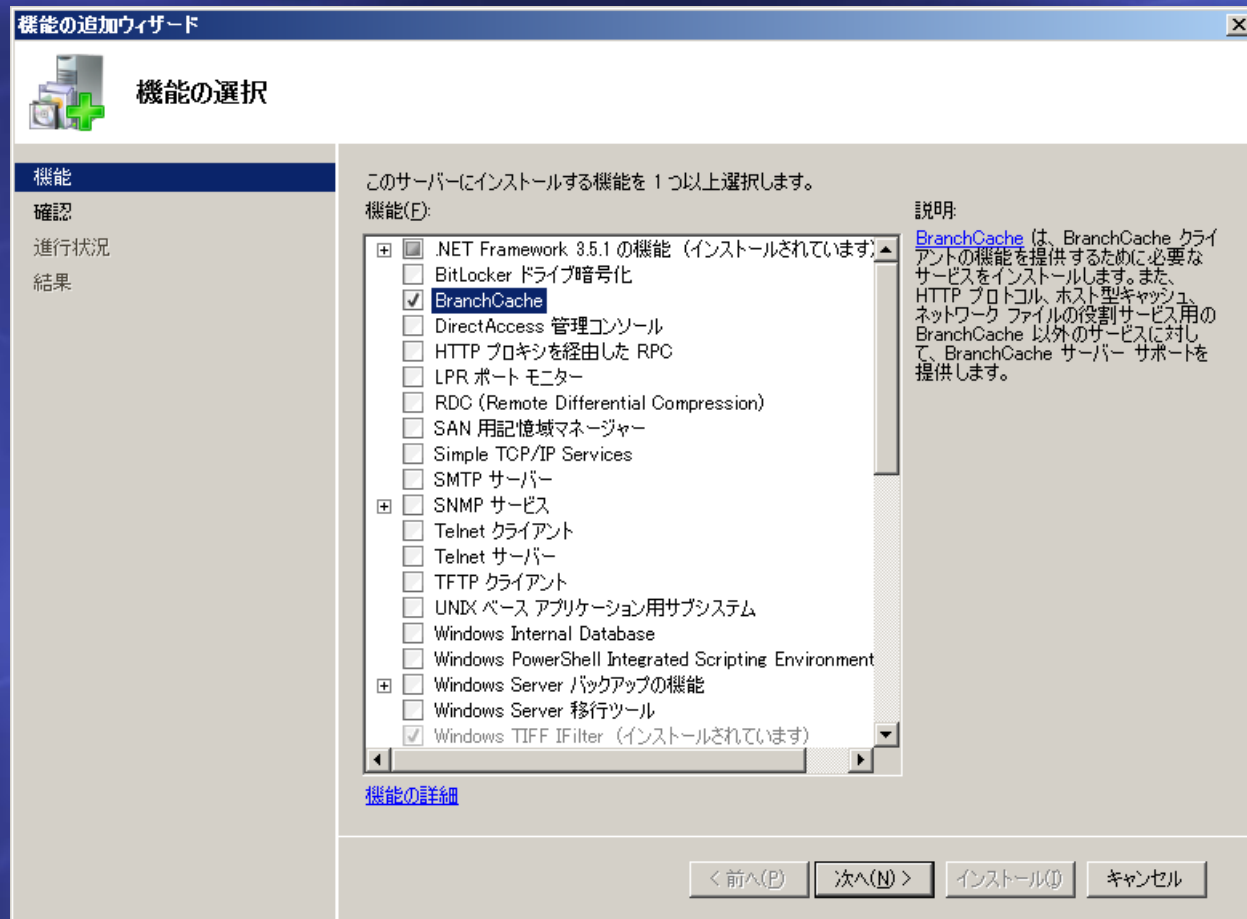 機能の追加ウィザード
機能の選択
機能
確認
進行状況
結果
このサーバーにインストールする機能を 1 つ以上選択します。
機能(F):
.NET Framework 3.5.1 の機能 (インストールされています)
BitLocker ドライブ暗号化
BranchCache
DirectAccess 管理コンソール
HTTP プロキシを経由した RPC
LPR ポート モニター
RDC (Remote Differential Compression)
SAN 用記憶域マネージャー
Simple TCP/IP Services
SMTP サーバー
SNMP サービス
Telnet クライアント
Telnet サーバー
TFTP クライアント
UNIX ベース アプリケーション用サブシステム
Windows Internal Database
Windows PowerShell Integrated Scripting Environment
Windows Server バックアップの機能
Windows Server 移行ツール
Windows TIFF IFilter (インストールされています)
機能の詳細
説明:
BranchCache は、BranchCache クライ
アントの機能を提供するために必要な
サービスをインストールします。また、
HTTP プロトコル、ホスト型キャッシュ、
ネットワーク ファイルの役割サービス用の
BranchCache 以外のサービスに対し
て、BranchCache サーバー サポートを
提供します。
< 前へ(P)
次へ(N) >
インストール(I)
キャンセル